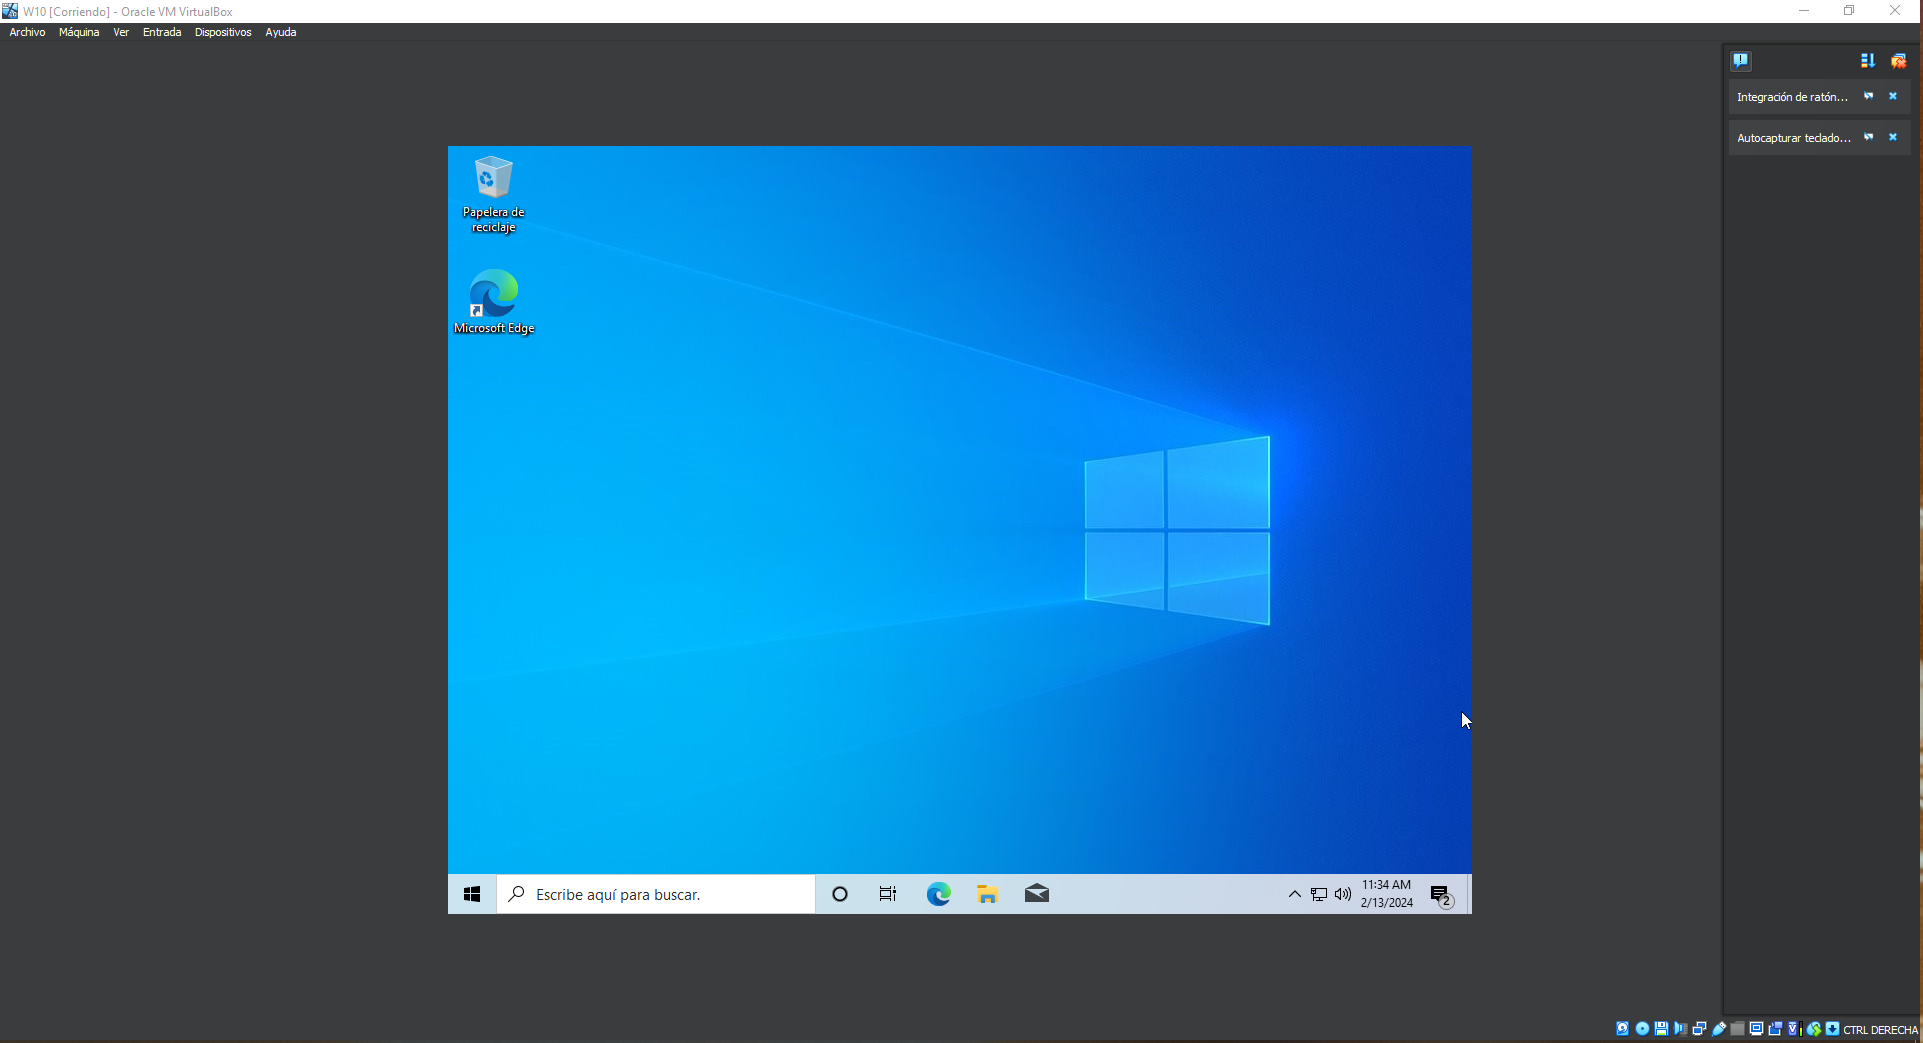 W10 [Corriendo] - Oracle VM VirtualBox
Archivo Máquina Ver Entrada Dispositivos Ayuda
Integración de ratón...
Autocapturar teclado...
Papelera de
reciclaje
Microsoft Edge
Escribe aquí para buscar.
11:34 AM
2/13/2024
2
CTRL DERECHA